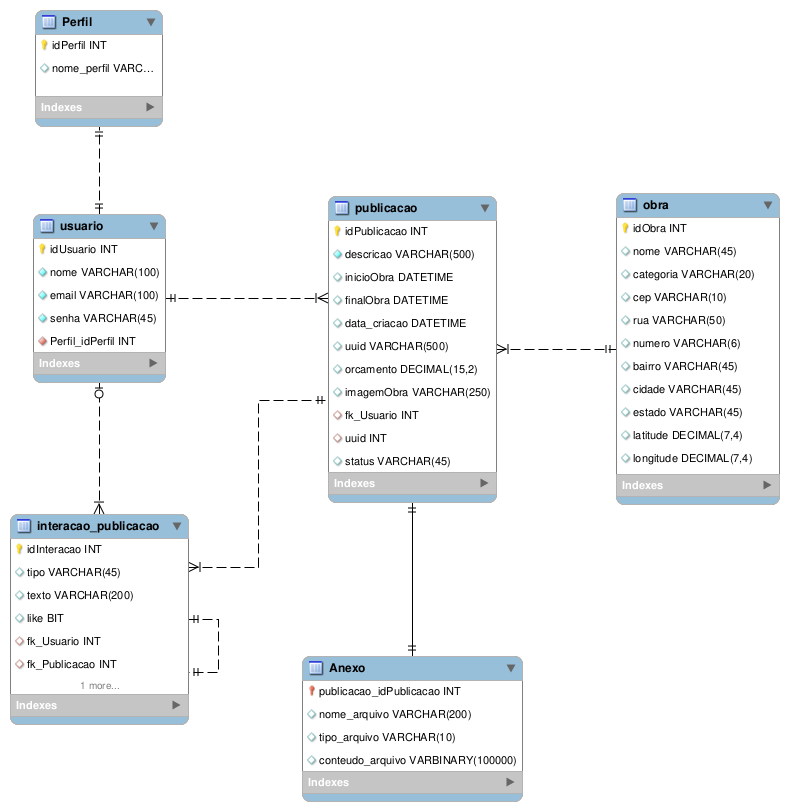 Perfil
idPerfil INT
nome_perfil VARC...
Indexes
usuario
idUsuario INT
nome VARCHAR(100)
email VARCHAR(100)
senha VARCHAR(45)
Perfil_idPerfil INT
Indexes
interacao_publicacao
idInteracao INT
tipo VARCHAR(45)
texto VARCHAR(200)
like BIT
fk_Usuario INT
fk_Publicacao INT
1 more...
Indexes
publicacao
idPublicacao INT
descricao VARCHAR(500)
inicioObra DATETIME
finalObra DATETIME
data_criacao DATETIME
uuid VARCHAR(500)
orcamento DECIMAL(15,2)
imagemObra VARCHAR(250)
fk_Usuario INT
uuid INT
status VARCHAR(45)
Indexes
Anexo
publicacao_idPublicacao INT
nome_arquivo VARCHAR(200)
tipo_arquivo VARCHAR(10)
conteudo_arquivo VARBINARY(100000)
Indexes
obra
idObra INT
nome VARCHAR(45)
categoria VARCHAR(20)
cep VARCHAR(10)
rua VARCHAR(50)
numero VARCHAR(6)
bairro VARCHAR(45)
cidade VARCHAR(45)
estado VARCHAR(45)
latitude DECIMAL(7,4)
longitude DECIMAL(7,4)
Indexes